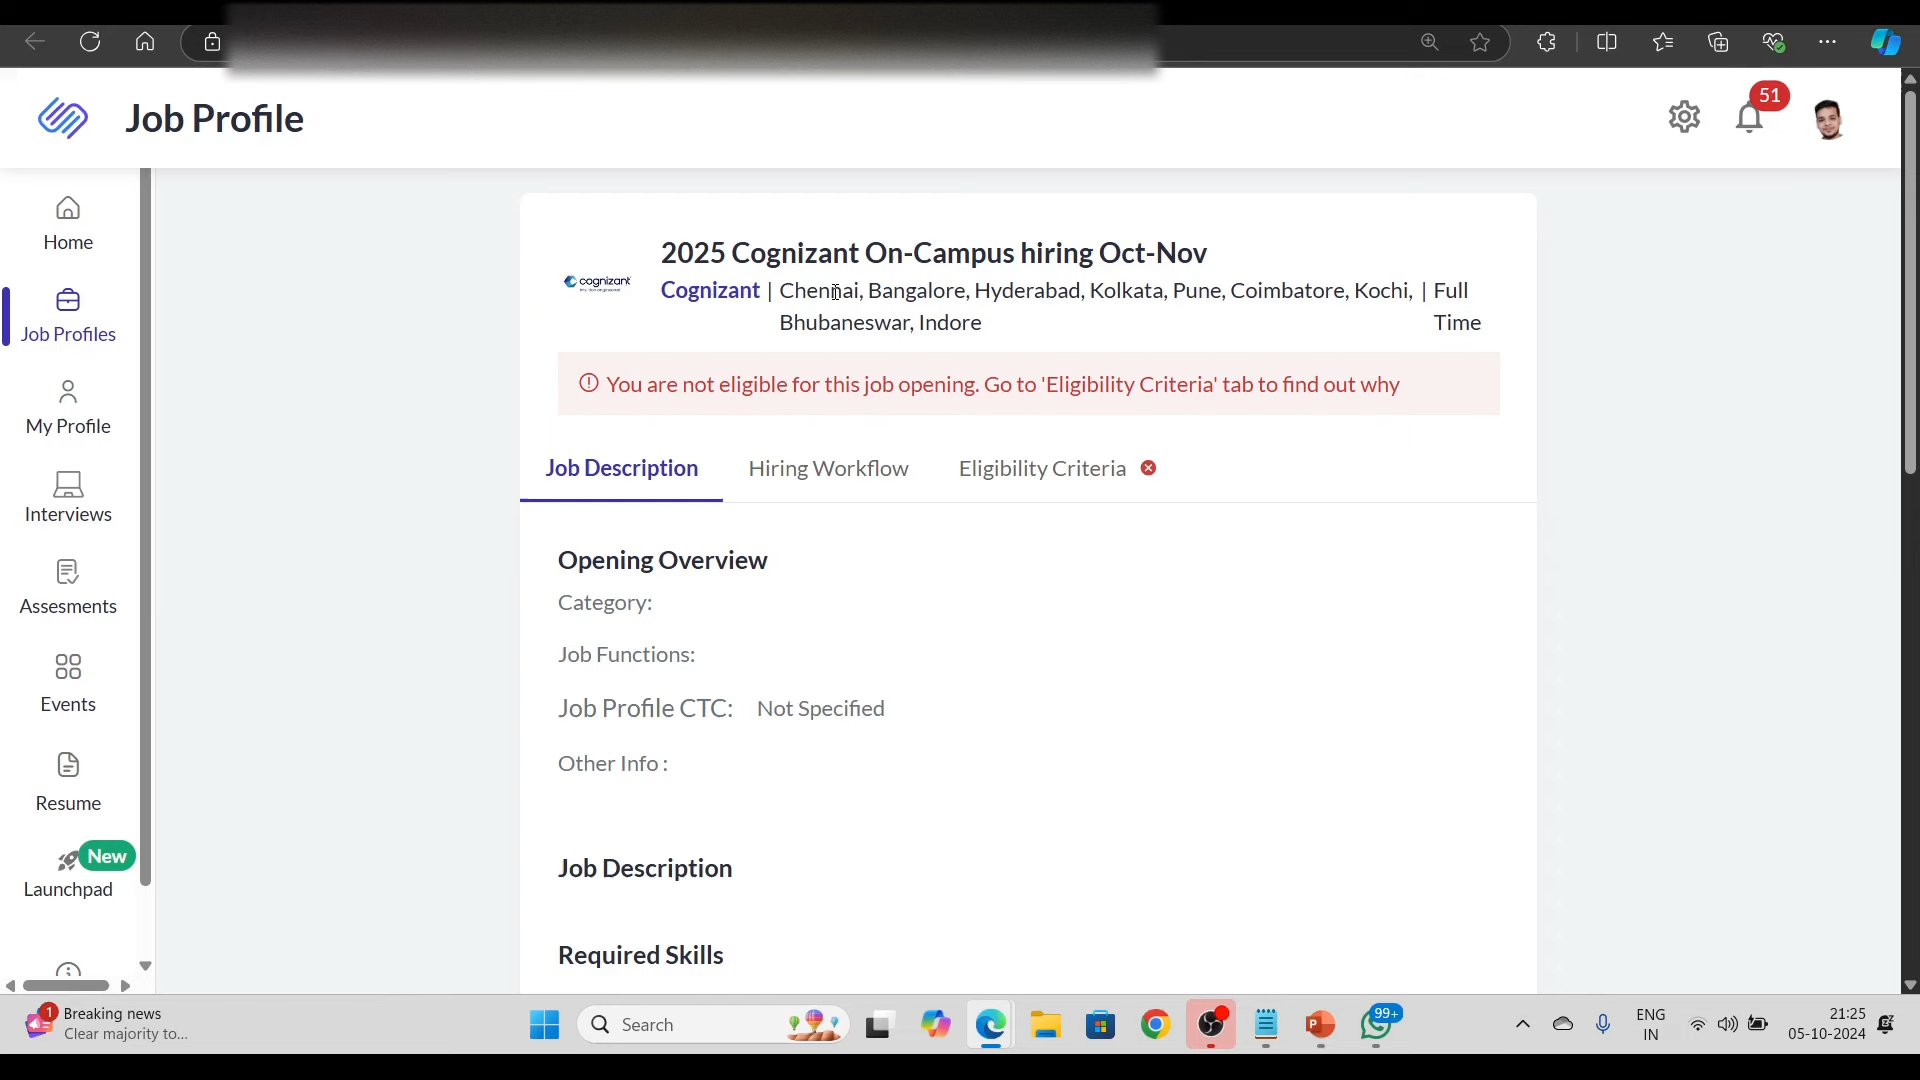 Job Profile
51
Home
Job Profiles
My Profile
Interviews
Assesments
Events
Resume
New
Launchpad
cognizant
2025 Cognizant On-Campus hiring Oct-Nov
Cognizant | Chennai, Bangalore, Hyderabad, Kolkata, Pune, Coimbatore, Kochi, | Full
Bhubaneswar, Indore Time
You are not eligible for this job opening. Go to 'Eligibility Criteria' tab to find out why
Job Description Hiring Workflow Eligibility Criteria
Opening Overview
Category:
Job Functions:
Job Profile CTC: Not Specified
Other Info :
Job Description
Required Skills
1
Breaking news
Clear majority to...
Search
99+
ENG
IN
21:25
05-10-2024